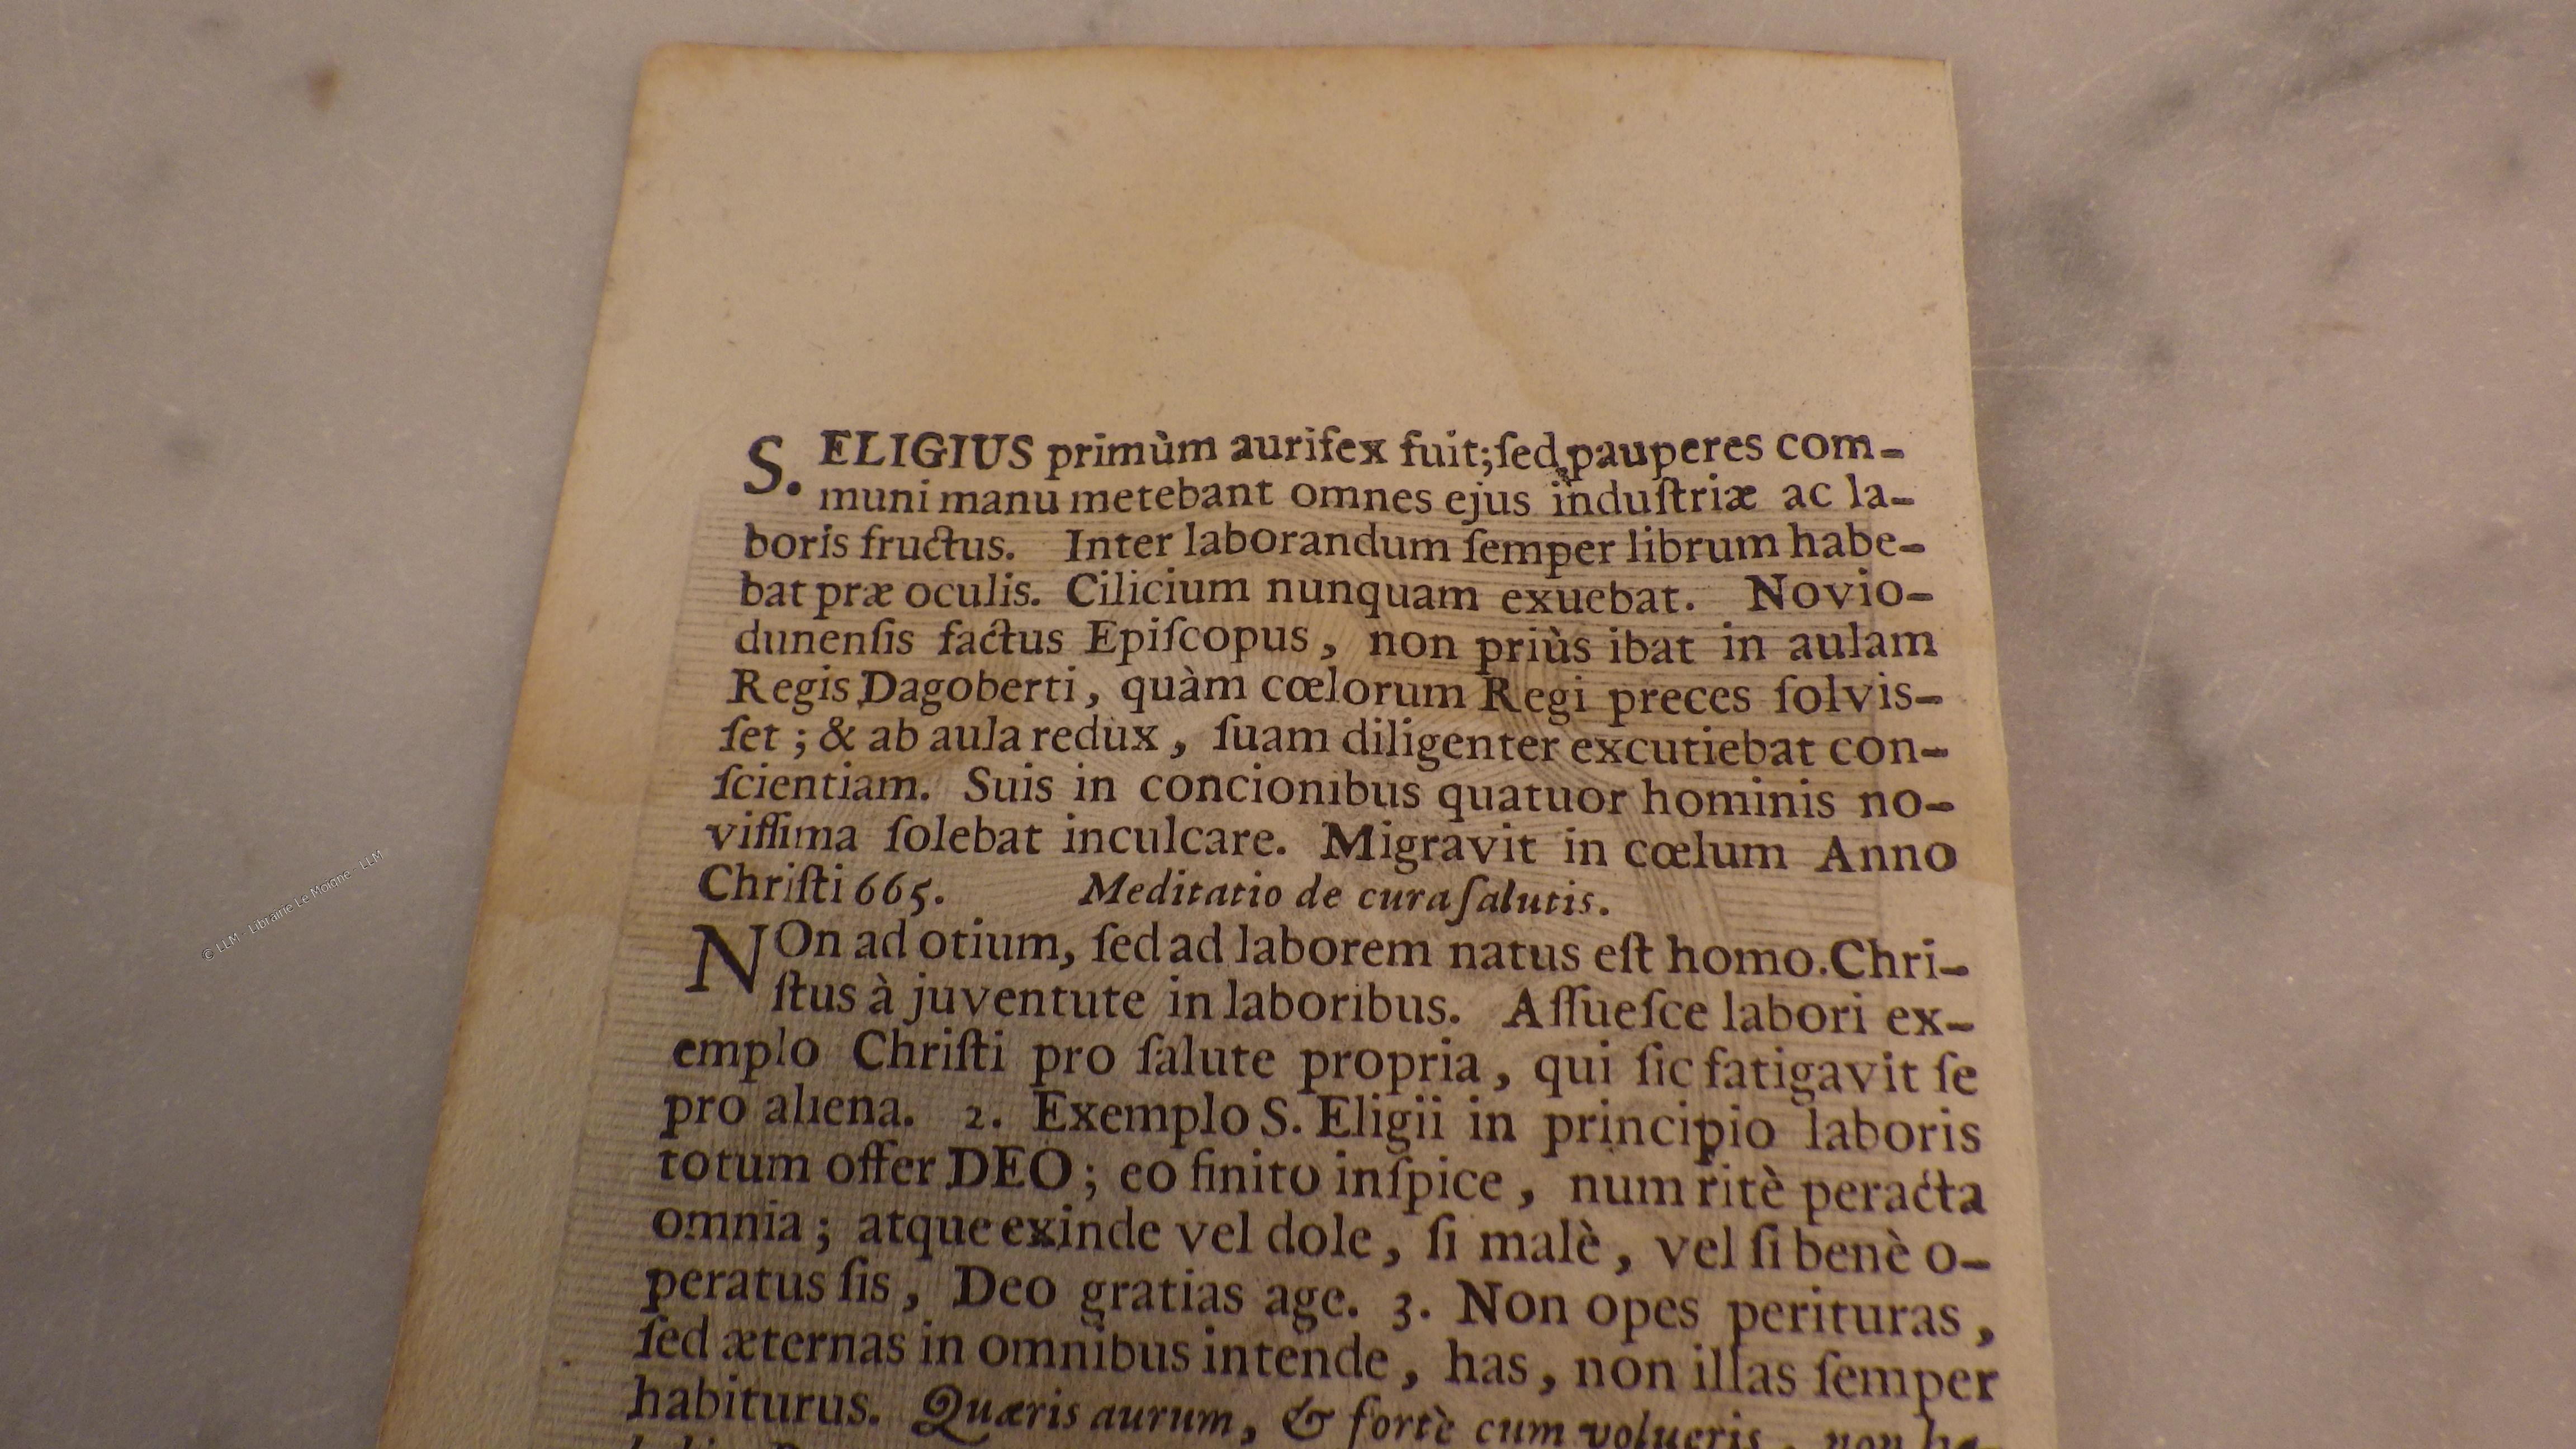 S. ELIGIUS primùm aurifex fuit; ſed pauperes com-
muni manu metebant omnes ejus induſtriæ ac la-
boris fructus. Inter laborandum ſemper librum habe-
bat præ oculis. Cilicium nunquam exuebat. Novio-
dunenſis factus Epiſcopus, non priùs ibat in aulam
Regis Dagoberti, quàm cœlorum Regi preces ſolvis-
ſet; & ab aula redux, ſuam diligenter excutiebat con-
ſcientiam. Suis in concionibus quatuor hominis no-
viſſima ſolebat inculcare. Migravit in cœlum Anno
Chriſti 665. Meditatio de cura ſalutis.
NOn ad otium, ſed ad laborem natus eſt homo. Chri-
ſtus à juventute in laboribus. Aſſueſce labori ex-
emplo Chriſti pro ſalute propria, qui ſic fatigavit ſe
pro aliena. 2. Exemplo S. Eligii in principio laboris
totum offer DEO; eo finito inſpice, num ritè peracta
omnia; atque exinde vel dole, ſi malè, vel ſi benè o-
peratus ſis, Deo gratias age. 3. Non opes perituras,
ſed æternas in omnibus intende, has, non illas ſemper
habiturus. Quæris aurum, & fortè cum volueris, non ha-
© LLM - Librairie Le Moïane - LLM